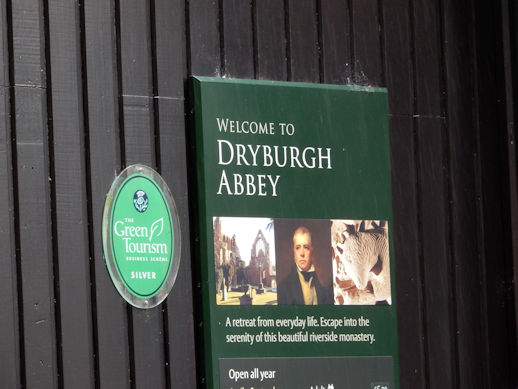 WELCOME TO
DRYBURGH
ABBEY
THE
Green
Tourism
BUSINESS SCHEME
SILVER
A retreat from everyday life. Escape into the
serenity of this beautiful riverside monastery.
Open all year
Adult